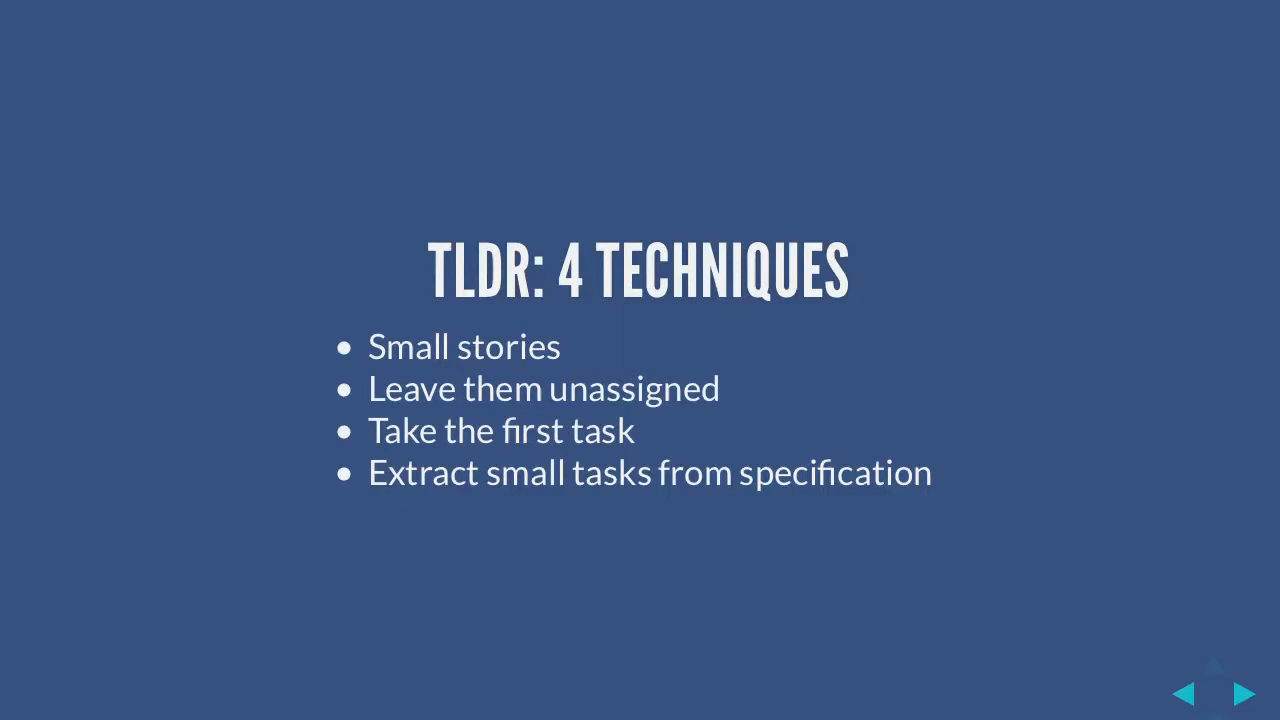 TLDR: 4 TECHNIQUES
Small stories
Leave them unassigned
Take the first task
Extract small tasks from specification